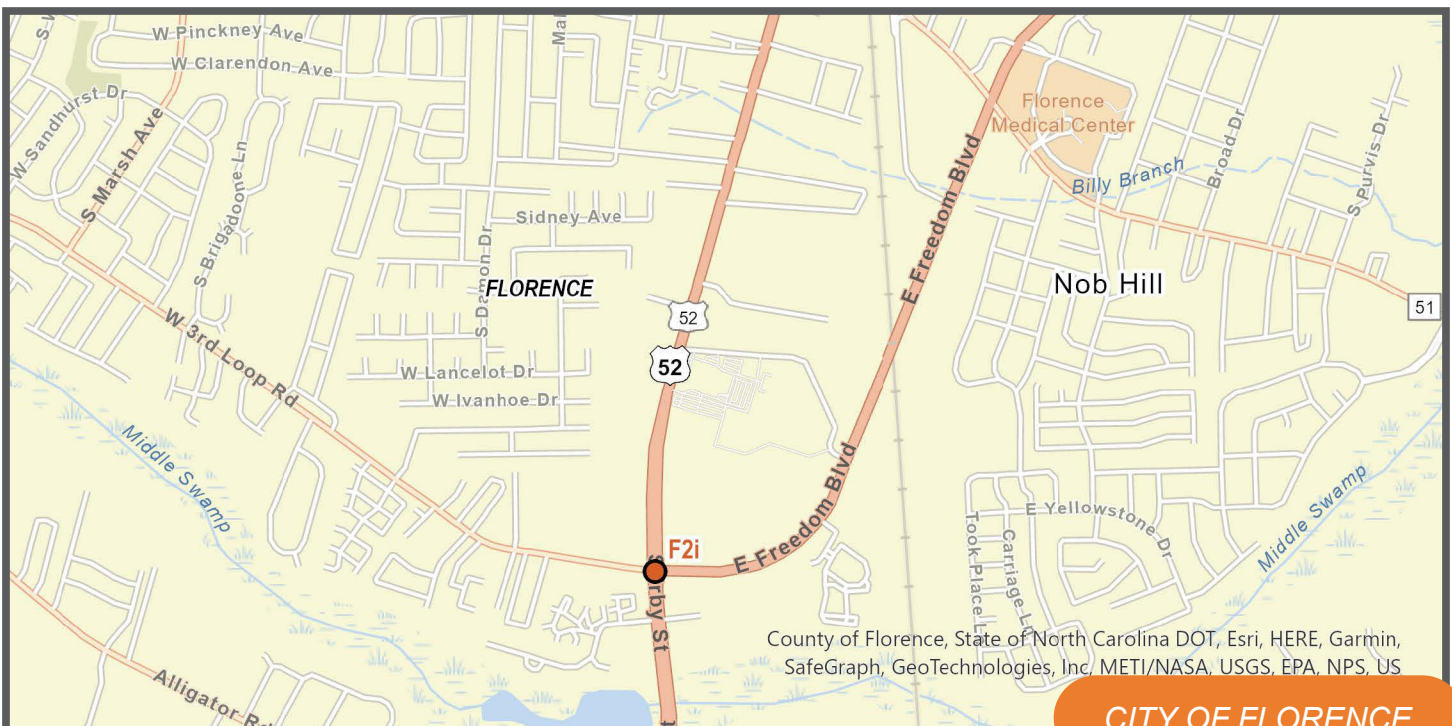 W Pinckney Ave
W Clarendon Ave
W Sandhurst Dr
S Marsh Ave
S Brigadoone Ln
Sidney Ave
S Damon Dr
FLORENCE
W Lancelot Dr
W Ivanhoe Dr
W 3rd Loop Rd
Middle Swamp
52
52
Florence
Medical Center
E Freedom Blvd
E Freedom Blvd
Billy Branch
Broad Dr
S Purvis Dr
Nob Hill
51
F2i
E Yellowstone Dr
Carriage Ln
Middle Swamp
Alligator Rd
County of Florence, State of North Carolina DOT, Esri, HERE, Garmin,
SafeGraph, GeoTechnologies, Inc, METI/NASA, USGS, EPA, NPS, US
CITY OF FLORENCE